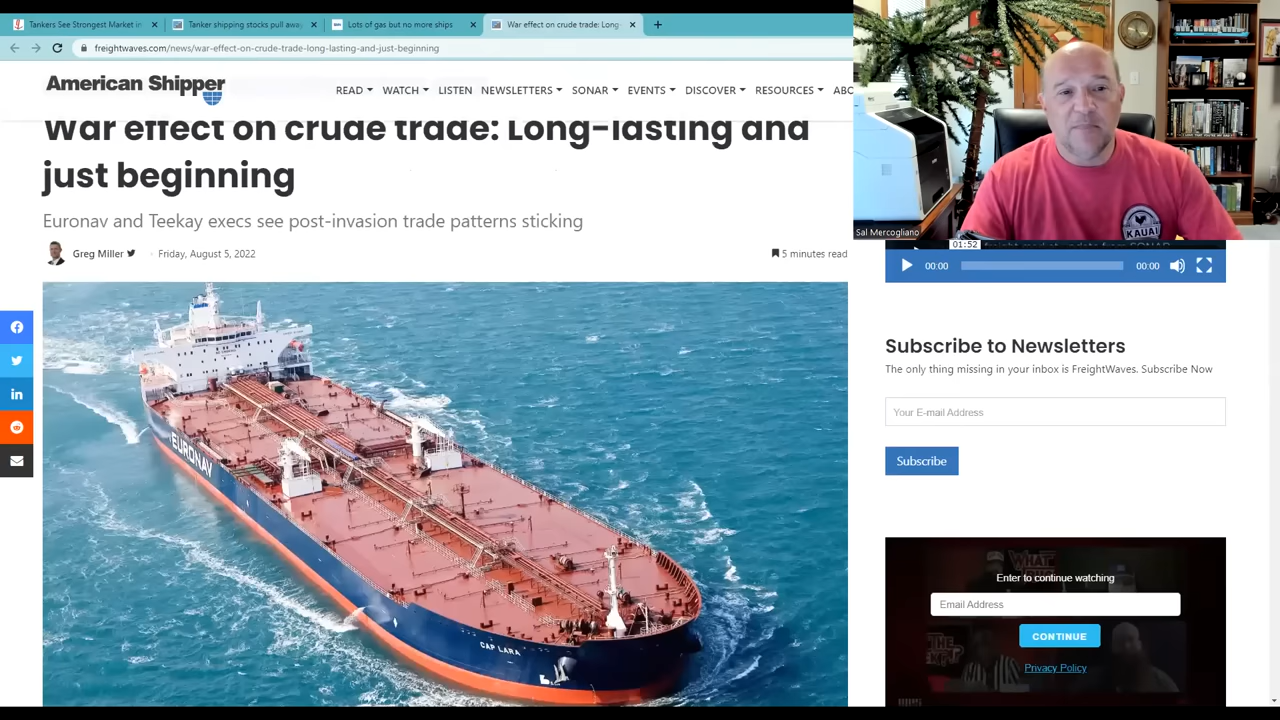 Tankers See Strongest Market in
Tanker shipping stocks pull away
Lots of gas but no more ships
War effect on crude trade: Long-
freightwaves.com/news/war-effect-on-crude-trade-long-lasting-and-just-beginning
American Shipper
READ WATCH LISTEN NEWSLETTERS SONAR EVENTS DISCOVER RESOURCES ABO
War effect on crude trade: Long-lasting and
just beginning
Euronav and Teekay execs see post-invasion trade patterns sticking
Greg Miller
Friday, August 5, 2022
5 minutes read
EURONAV
CAP LARA
KAUAI
Sal Mercogliano
01:52
freight market update from SONAR
00:00
00:00
Subscribe to Newsletters
The only thing missing in your inbox is FreightWaves. Subscribe Now
Your E-mail Address
Subscribe
Enter to continue watching
Email Address
CONTINUE
Privacy Policy